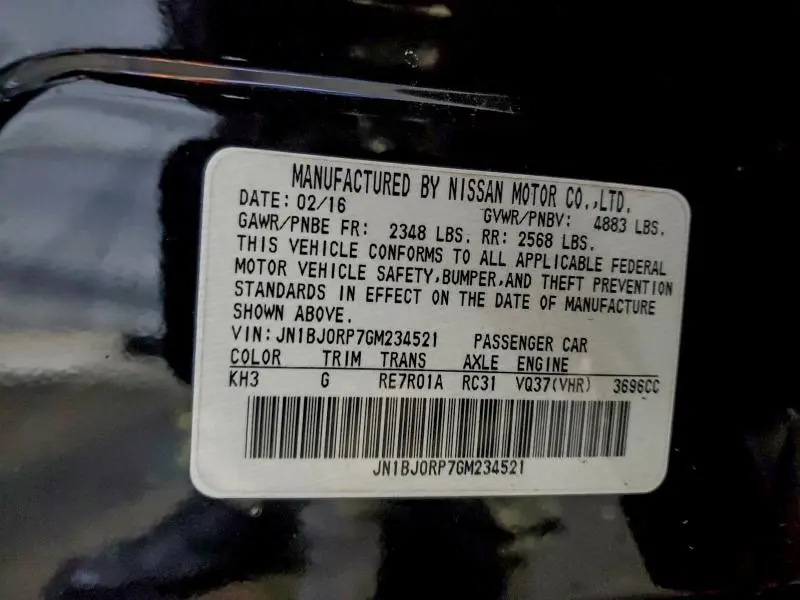 MANUFACTURED BY NISSAN MOTOR CO.,LTD.
DATE: 02/16 GVWR/PNBV: 4883 LBS.
GAWR/PNBE FR: 2348 LBS. RR: 2568 LBS.
THIS VEHICLE CONFORMS TO ALL APPLICABLE FEDERAL
MOTOR VEHICLE SAFETY,BUMPER,AND THEFT PREVENTION
STANDARDS IN EFFECT ON THE DATE OF MANUFACTURE
SHOWN ABOVE.
VIN: JN1BJ0RP7GM234521 PASSENGER CAR
COLOR TRIM TRANS AXLE ENGINE
KH3 G RE7R01A RC31 VQ37(VHR) 3696CC
JN1BJ0RP7GM234521